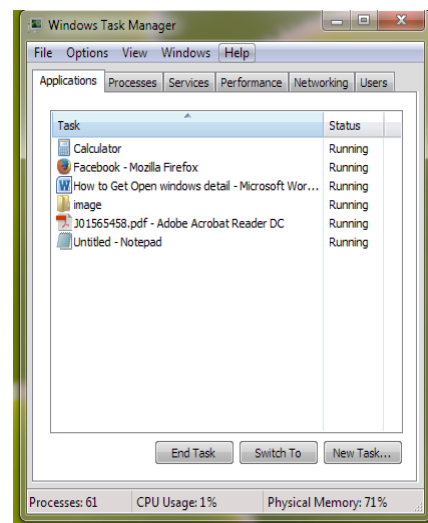 Windows Task Manager
File Options View Windows Help
Applications Processes Services Performance Networking Users
Task Status
Calculator Running
Facebook - Mozilla Firefox Running
How to Get Open windows detail - Microsoft Wor... Running
image Running
J01565458.pdf - Adobe Acrobat Reader DC Running
Untitled - Notepad Running
End Task Switch To New Task...
Processes: 61 CPU Usage: 1% Physical Memory: 71%